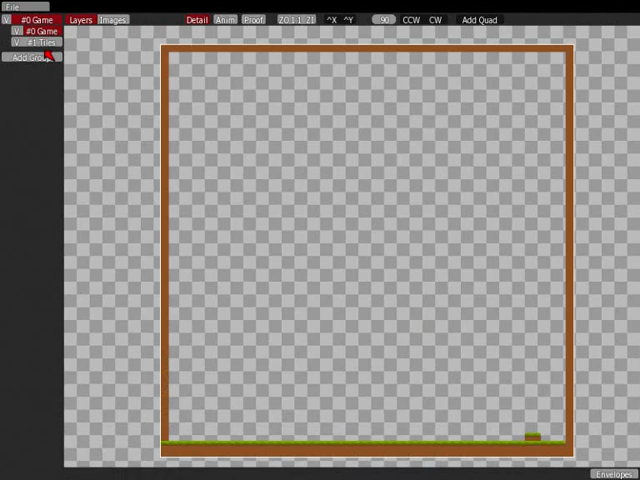 File
V #0 Game Layers Images Detail Anim Proof ZO 1:1 ZI ^X ^Y 90 CCW CW Add Quad
V #0 Game
V #1 Tiles
Add Group
Envelopes